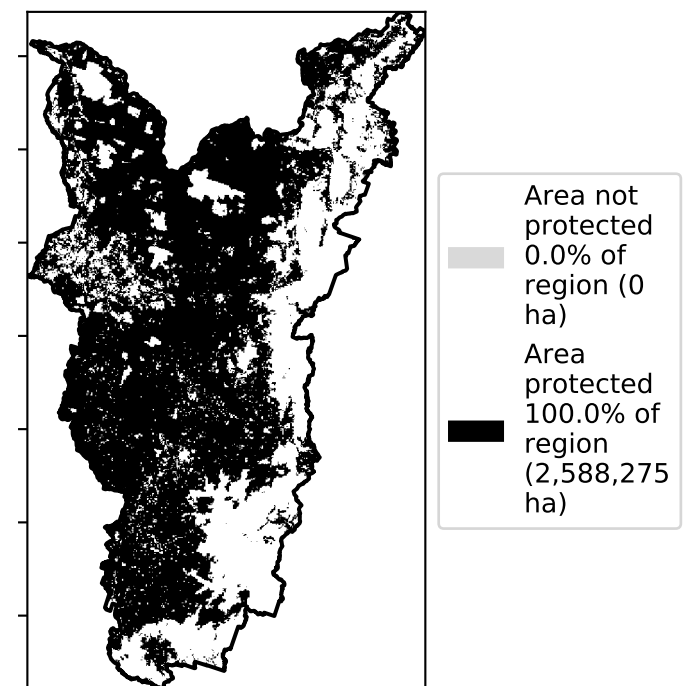 Area not
protected
0.0% of
region (0
ha)
Area
protected
100.0% of
region
(2,588,275
ha)